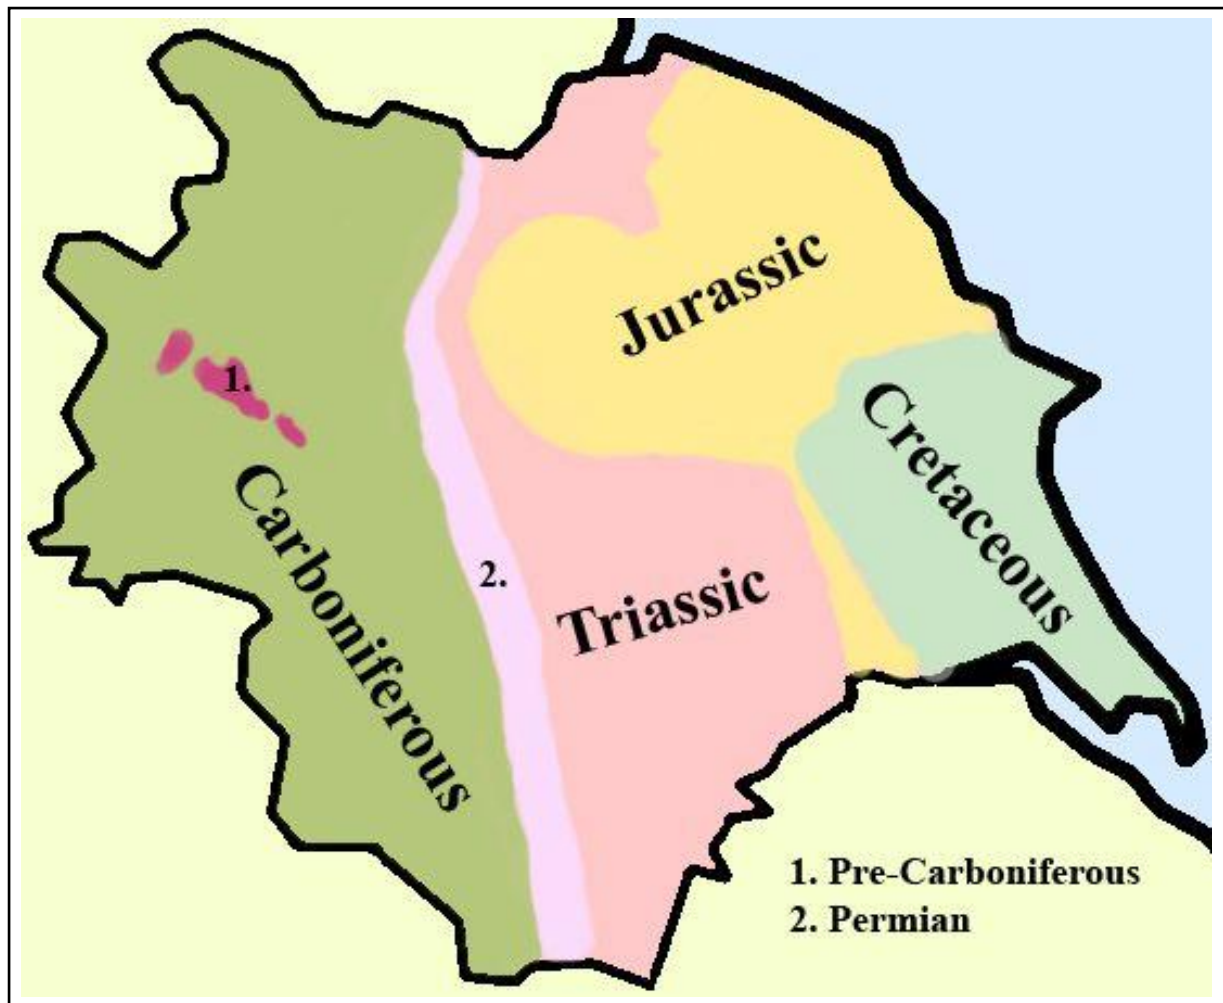 Jurassic
1.
Cretaceous
Carboniferous
2.
Triassic
1. Pre-Carboniferous
2. Permian